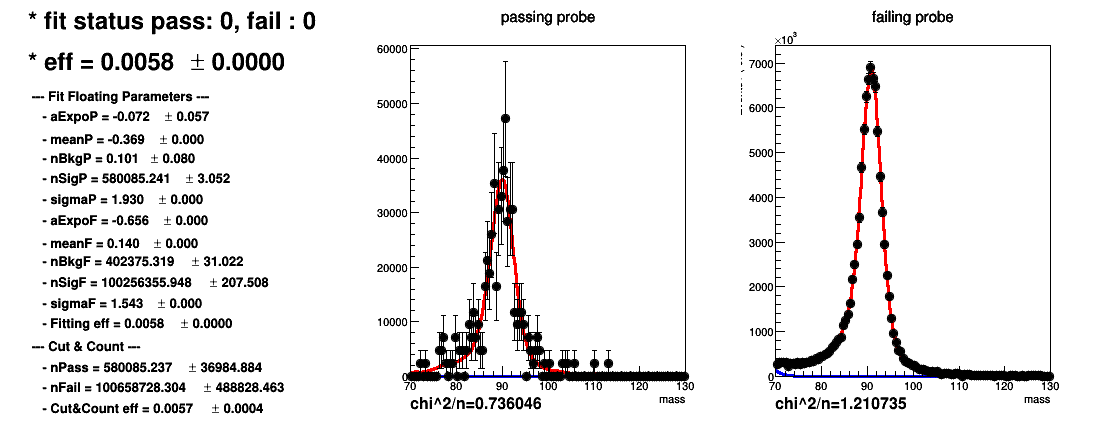 * fit status pass: 0, fail : 0
* eff = 0.0058 ± 0.0000
--- Fit Floating Parameters ---
- aExpoP = -0.072 ± 0.057
- meanP = -0.369 ± 0.000
- nBkgP = 0.101 ± 0.080
- nSigP = 580085.241 ± 3.052
- sigmaP = 1.930 ± 0.000
- aExpoF = -0.656 ± 0.000
- meanF = 0.140 ± 0.000
- nBkgF = 402375.319 ± 31.022
- nSigF = 100256355.948 ± 207.508
- sigmaF = 1.543 ± 0.000
- Fitting eff = 0.0058 ± 0.0000
--- Cut & Count ---
- nPass = 580085.237 ± 36984.884
- nFail = 100658728.304 ± 488828.463
- Cut&Count eff = 0.0057 ± 0.0004
passing probe
60000
50000
40000
30000
20000
10000
0
70 80 90 100 110 120 130
mass
chi^2/n=0.736046
failing probe
×10³
7000
6000
5000
4000
3000
2000
1000
0
70 80 90 100 110 120 130
mass
chi^2/n=1.210735